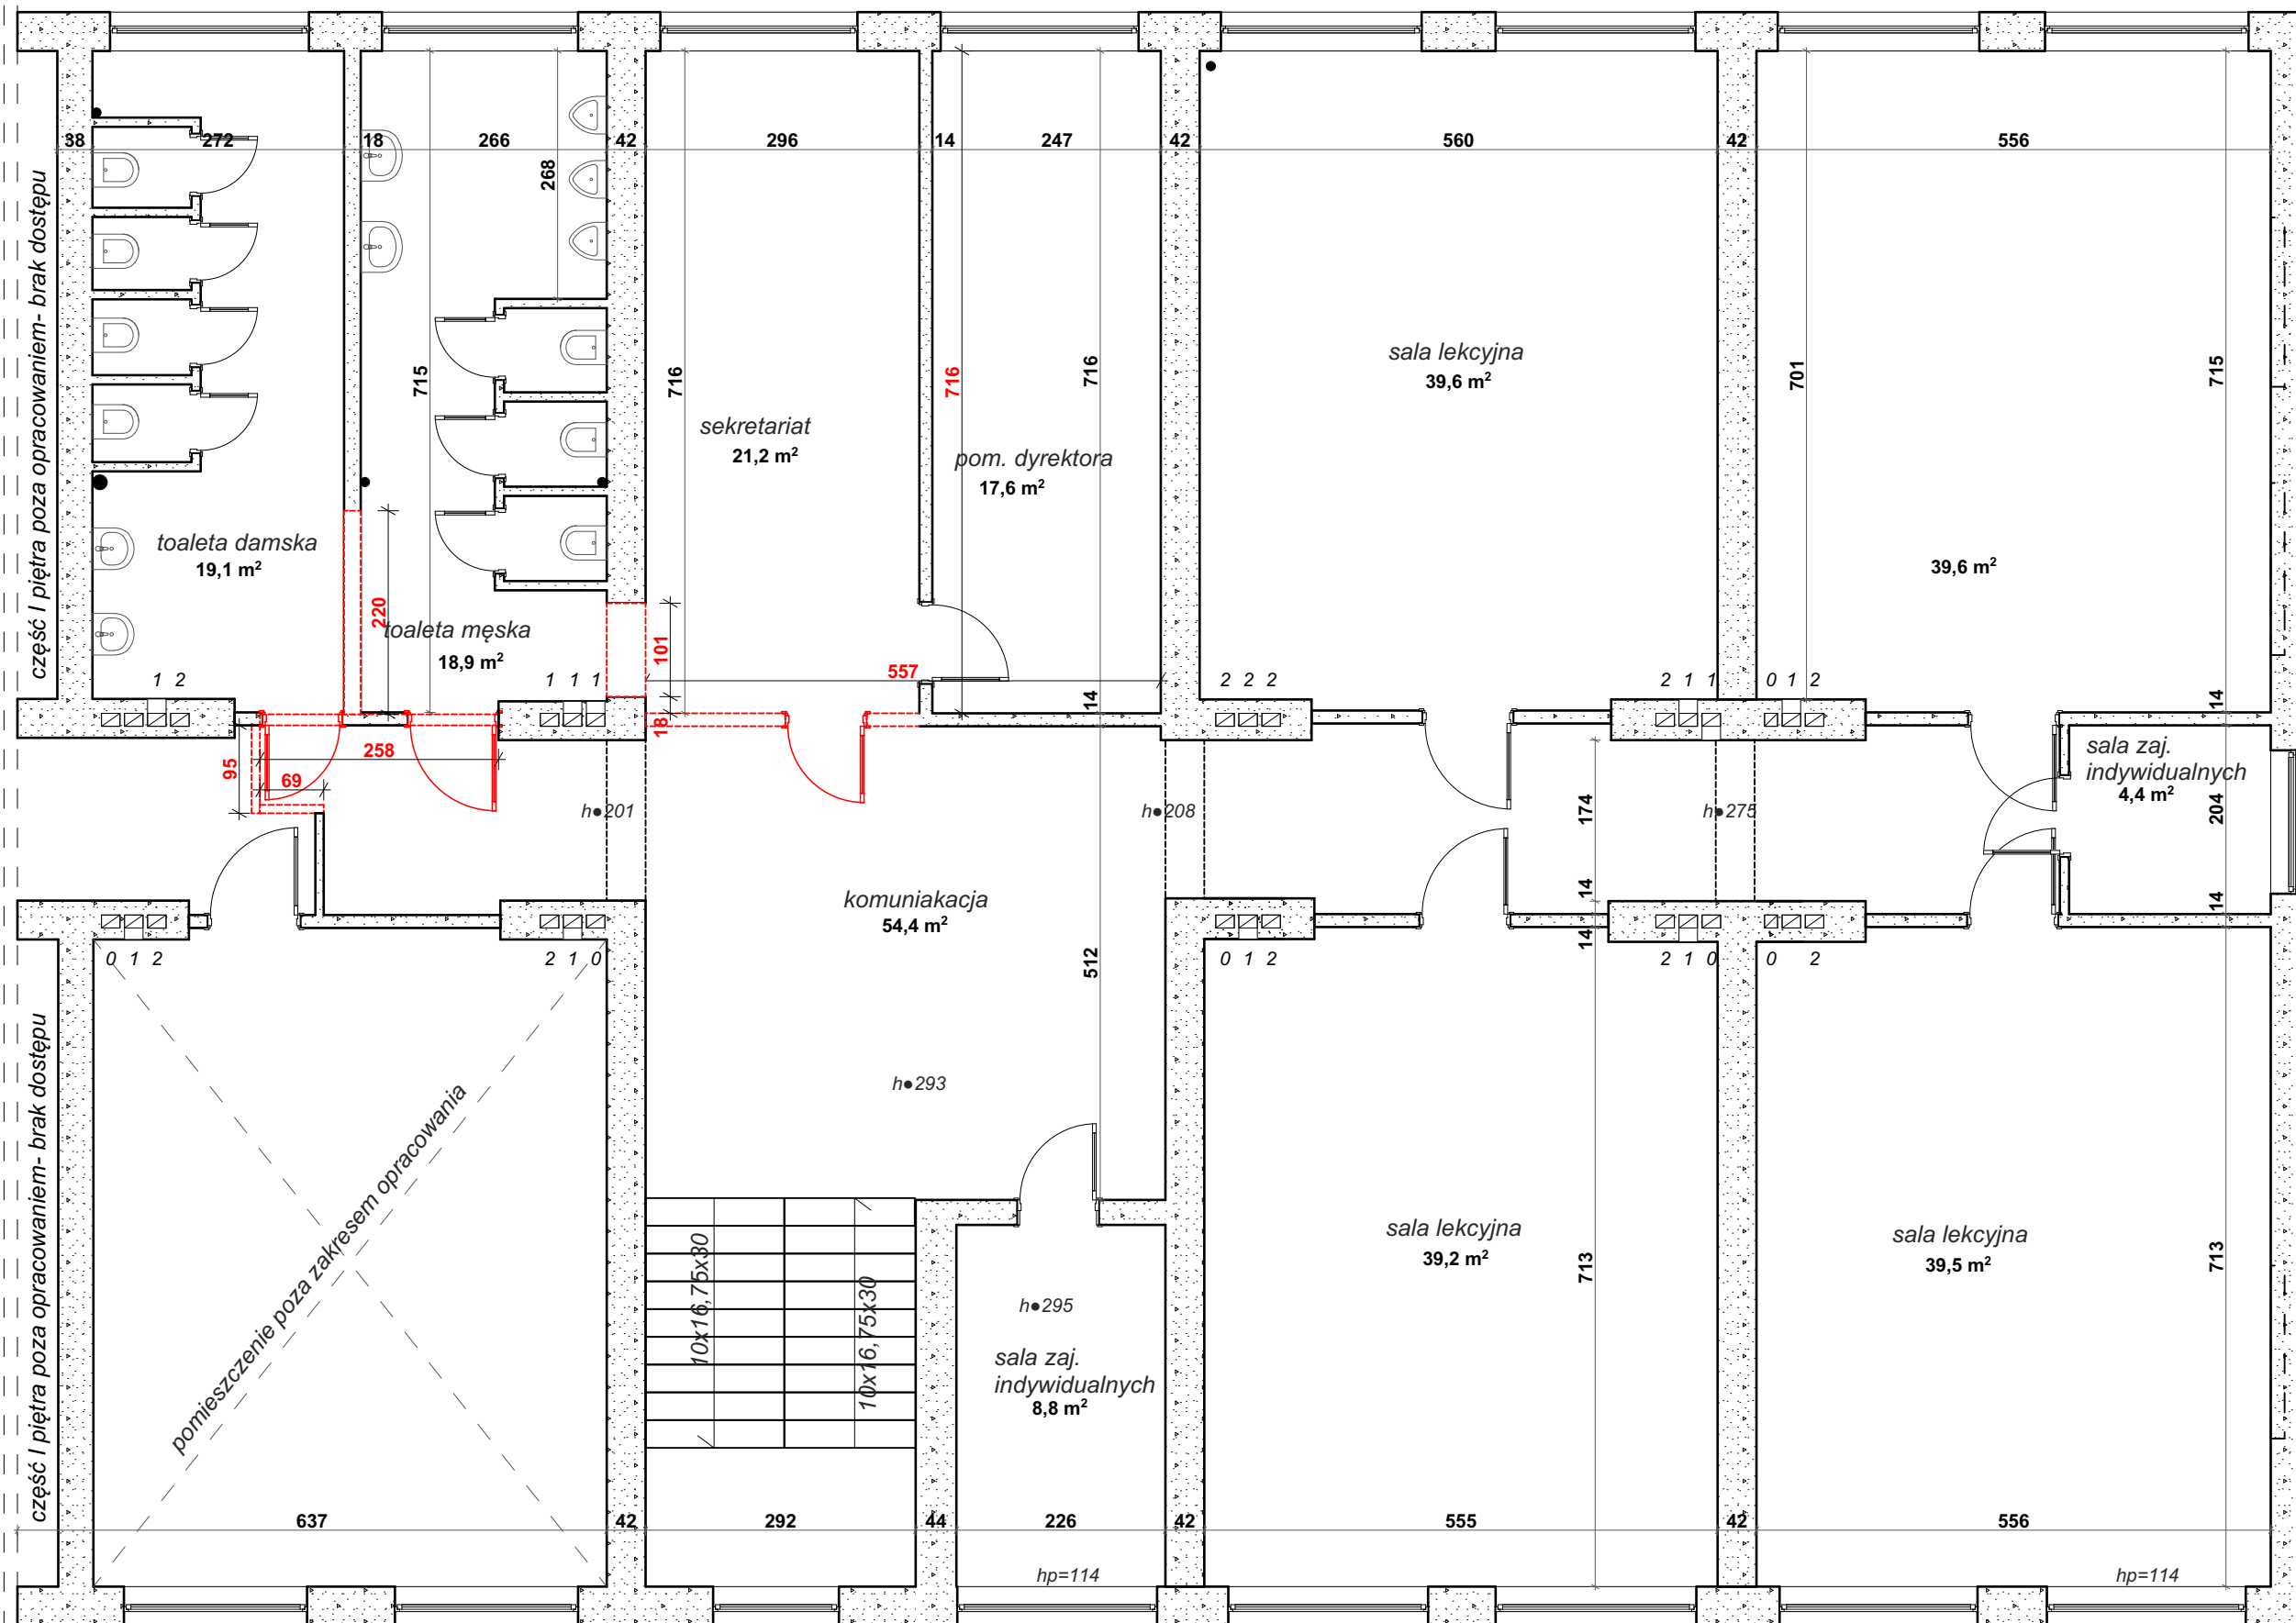 38
272
18
266
42
296
14
247
42
560
42
556
268
część I piętra poza opracowaniem- brak dostępu
715
716
716
716
sala lekcyjna
39,6 m²
701
715
sekretariat
21,2 m²
pom. dyrektora
17,6 m²
toaleta damska
19,1 m²
39,6 m²
220
toaleta męska
18,9 m²
101
557
1 2
1 1 1
2 2 2
2 1 1
0 1 2
18
14
14
258
95
69
h●201
h●208
h●275
174
sala zaj.
indywidualnych
4,4 m²
204
14
14
14
komuniakacja
54,4 m²
0 1 2
2 1 0
0 1 2
2 1 0
0 2
512
h●293
część I piętra poza opracowaniem- brak dostępu
pomieszczenie poza zakresem opracowania
10x16,75x30
10x16,75x30
h●295
sala zaj.
indywidualnych
8,8 m²
sala lekcyjna
39,2 m²
713
sala lekcyjna
39,5 m²
713
637
42
292
44
226
42
555
42
556
hp=114
hp=114